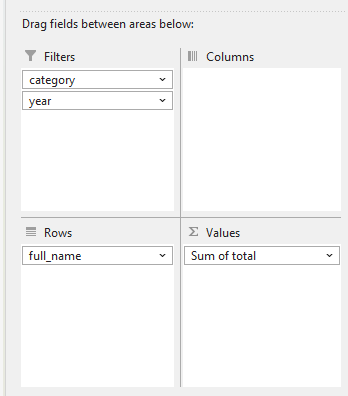 Drag fields between areas below:
Filters
category
year
Columns
Rows
full_name
Values
Sum of total